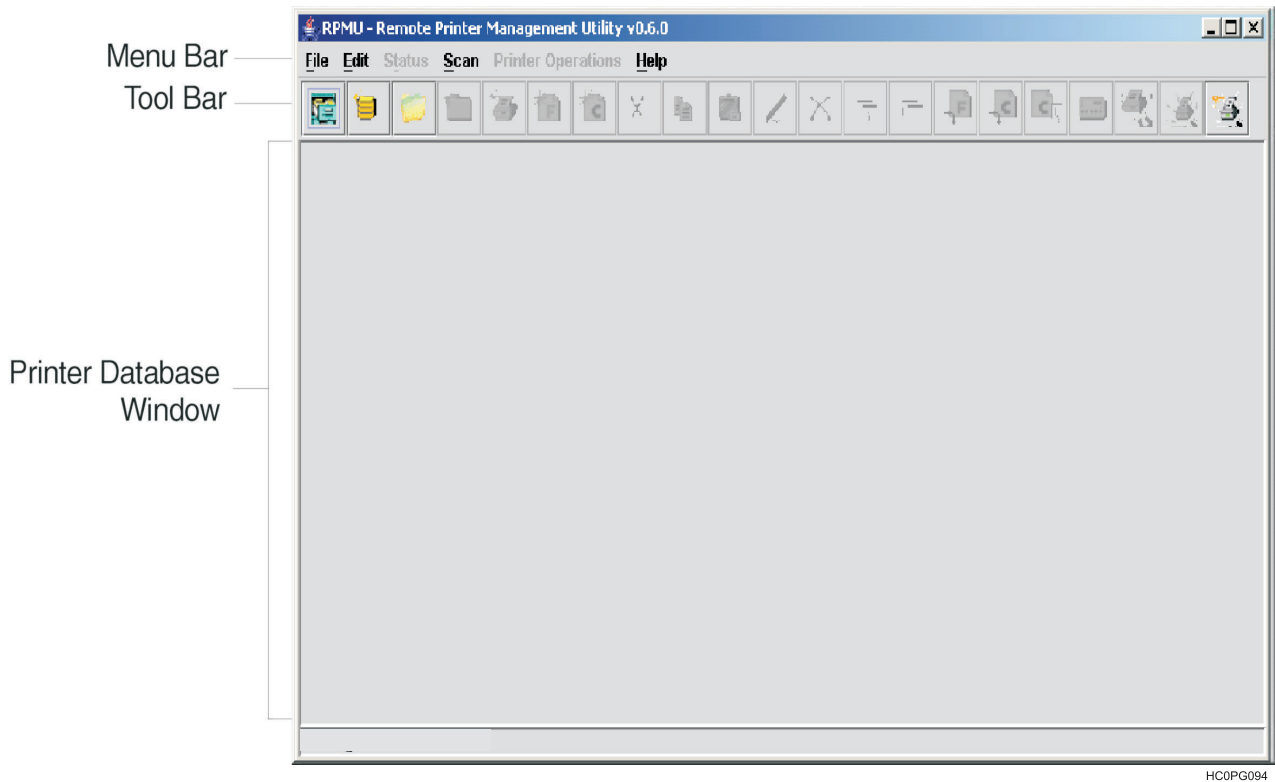 RPMU - Remote Printer Management Utility v0.6.0
Menu Bar
File Edit Status Scan Printer Operations Help
Tool Bar
F C F C C
Printer Database
Window
HC0PG094